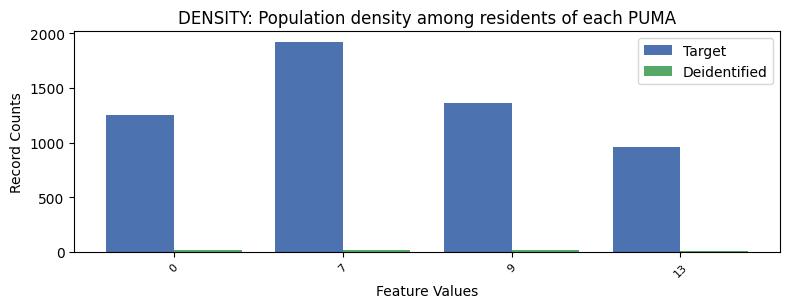 DENSITY: Population density among residents of each PUMA
Target
Deidentified
Record Counts
2000
1500
1000
500
0
0 7 9 13
Feature Values